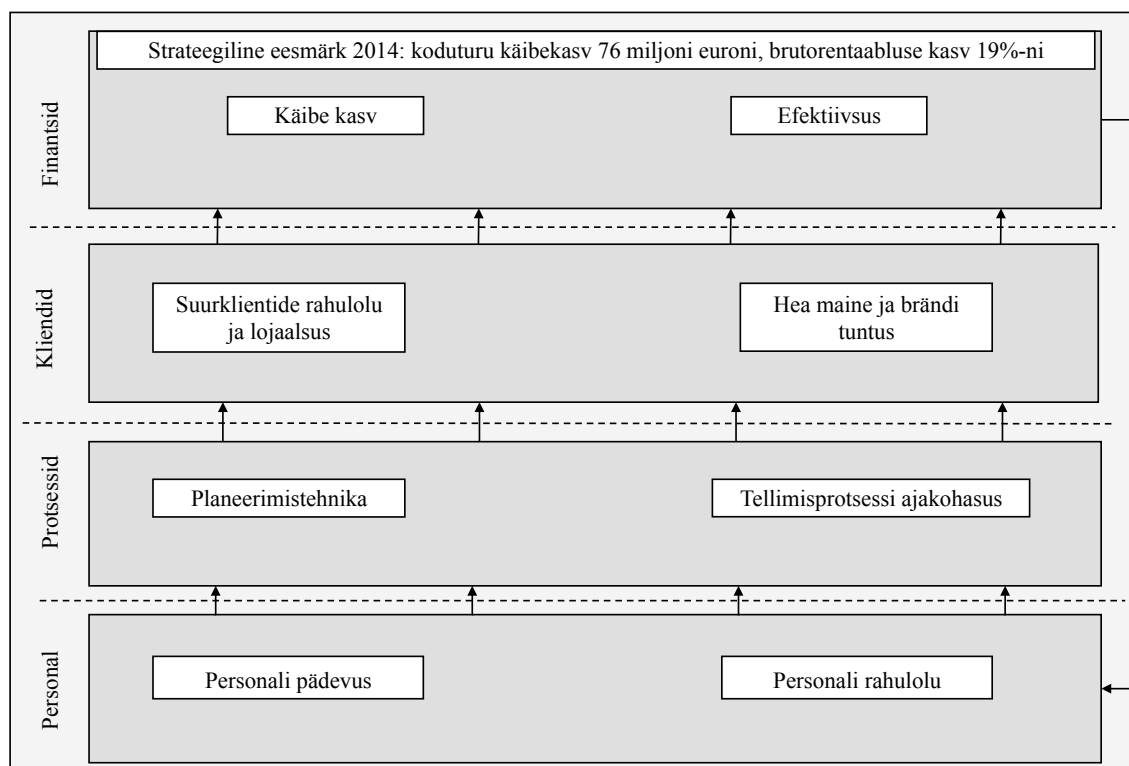 Strateegiline eesmärk 2014: koduturu käibekasv 76 miljoni euroni, brutorentaabluse kasv 19%-ni
Finantsid
Käibe kasv
Efektiivsus
Kliendid
Suurklientide rahulolu
ja lojaalsus
Hea maine ja brändi
tuntus
Protsessid
Planeerimistehnika
Tellimisprotsessi ajakohasus
Personal
Personali pädevus
Personali rahulolu